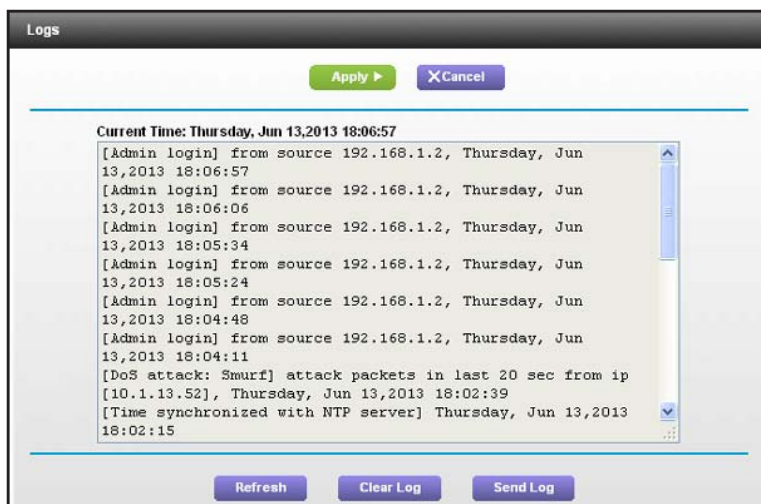 Logs
Apply
Cancel
Current Time: Thursday, Jun 13,2013 18:06:57
[Admin login] from source 192.168.1.2, Thursday, Jun
13,2013 18:06:57
[Admin login] from source 192.168.1.2, Thursday, Jun
13,2013 18:06:06
[Admin login] from source 192.168.1.2, Thursday, Jun
13,2013 18:05:34
[Admin login] from source 192.168.1.2, Thursday, Jun
13,2013 18:05:24
[Admin login] from source 192.168.1.2, Thursday, Jun
13,2013 18:04:48
[Admin login] from source 192.168.1.2, Thursday, Jun
13,2013 18:04:11
[DoS attack: Smurf] attack packets in last 20 sec from ip
[10.1.13.52], Thursday, Jun 13,2013 18:02:39
[Time synchronized with NTP server] Thursday, Jun 13,2013
18:02:15
Refresh
Clear Log
Send Log